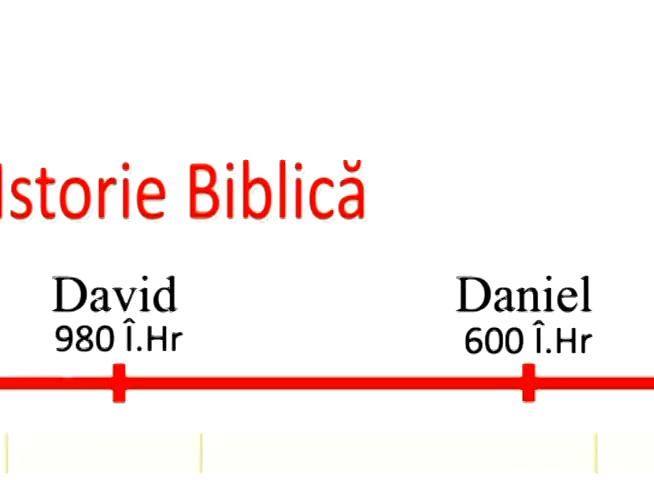 Istorie Biblică
David
980 Î.Hr
Daniel
600 Î.Hr